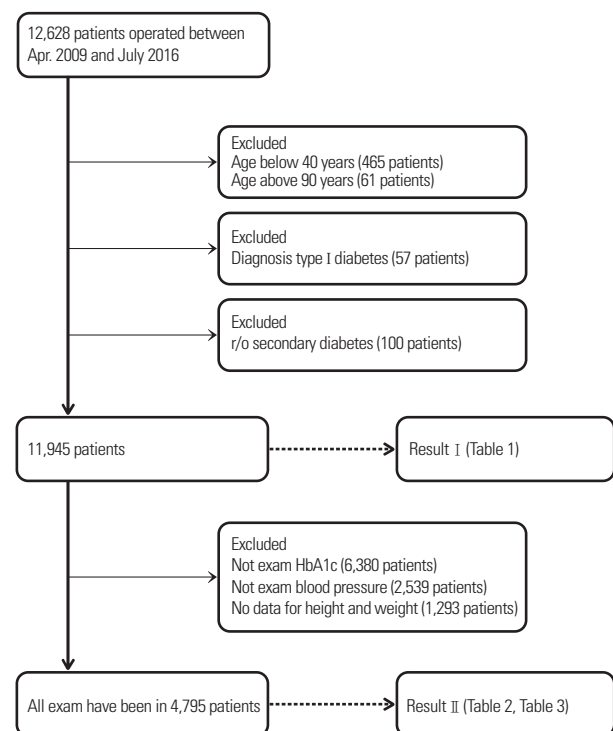 12,628 patients operated between
Apr. 2009 and July 2016
Excluded
Age below 40 years (465 patients)
Age above 90 years (61 patients)
Excluded
Diagnosis type I diabetes (57 patients)
Excluded
r/o secondary diabetes (100 patients)
11,945 patients
Result Ⅰ (Table 1)
Excluded
Not exam HbA1c (6,380 patients)
Not exam blood pressure (2,539 patients)
No data for height and weight (1,293 patients)
All exam have been in 4,795 patients
Result Ⅱ (Table 2, Table 3)